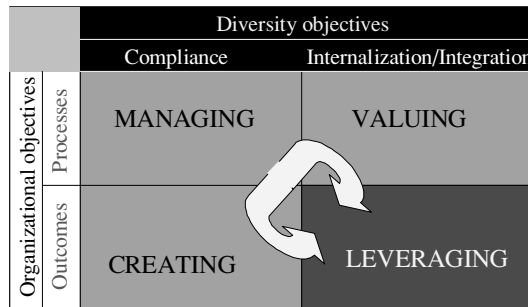 Diversity objectives
Compliance
Internalization/Integration
Organizational objectives
Processes
MANAGING
VALUING
Outcomes
CREATING
LEVERAGING